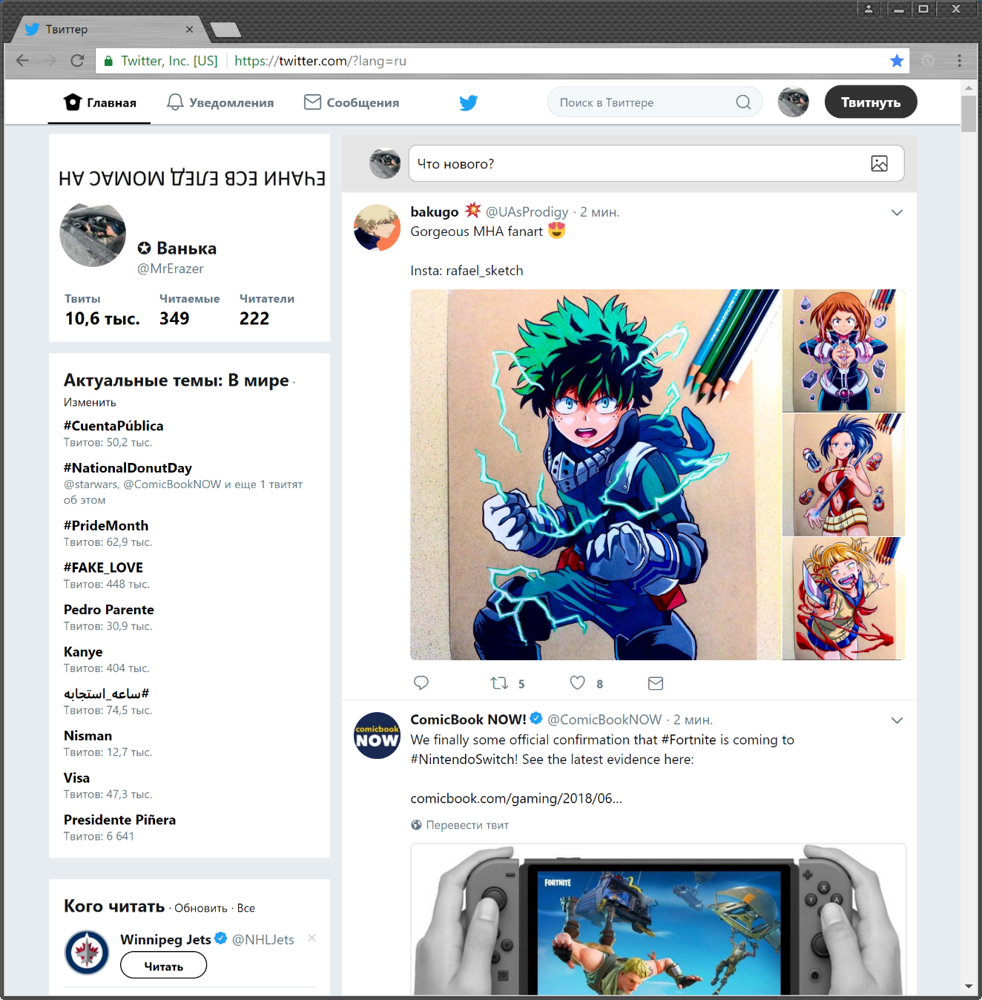 Твиттер
Twitter, Inc. [US]
https://twitter.com/?lang=ru
Главная
Уведомления
Сообщения
Поиск в Твиттере
Твитнуть
НА САМОМ ДЕЛЕ ВСЕ ИНАЧЕ
✪ Ванька
@MrErazer
Твиты Читаемые Читатели
10,6 тыс. 349 222
Актуальные темы: В мире ·
Изменить
#CuentaPública
Твитов: 50,2 тыс.
#NationalDonutDay
@starwars, @ComicBookNOW и еще 1 твитят
об этом
#PrideMonth
Твитов: 62,9 тыс.
#FAKE_LOVE
Твитов: 448 тыс.
Pedro Parente
Твитов: 30,9 тыс.
Kanye
Твитов: 404 тыс.
#ساعه_استجابه
Твитов: 74,5 тыс.
Nisman
Твитов: 12,7 тыс.
Visa
Твитов: 47,3 тыс.
Presidente Piñera
Твитов: 6 641
Кого читать · Обновить · Все
Winnipeg Jets @NHLJets
Читать
Что нового?
bakugo 💥 @UAsProdigy · 2 мин.
Gorgeous MHA fanart 😍
Insta: rafael_sketch
PRISMACOLOR
5
8
comicbook
NOW
ComicBook NOW! @ComicBookNOW · 2 мин.
We finally some official confirmation that #Fortnite is coming to
#NintendoSwitch! See the latest evidence here:
comicbook.com/gaming/2018/06...
Перевести твит
FORTNITE
X
Y A